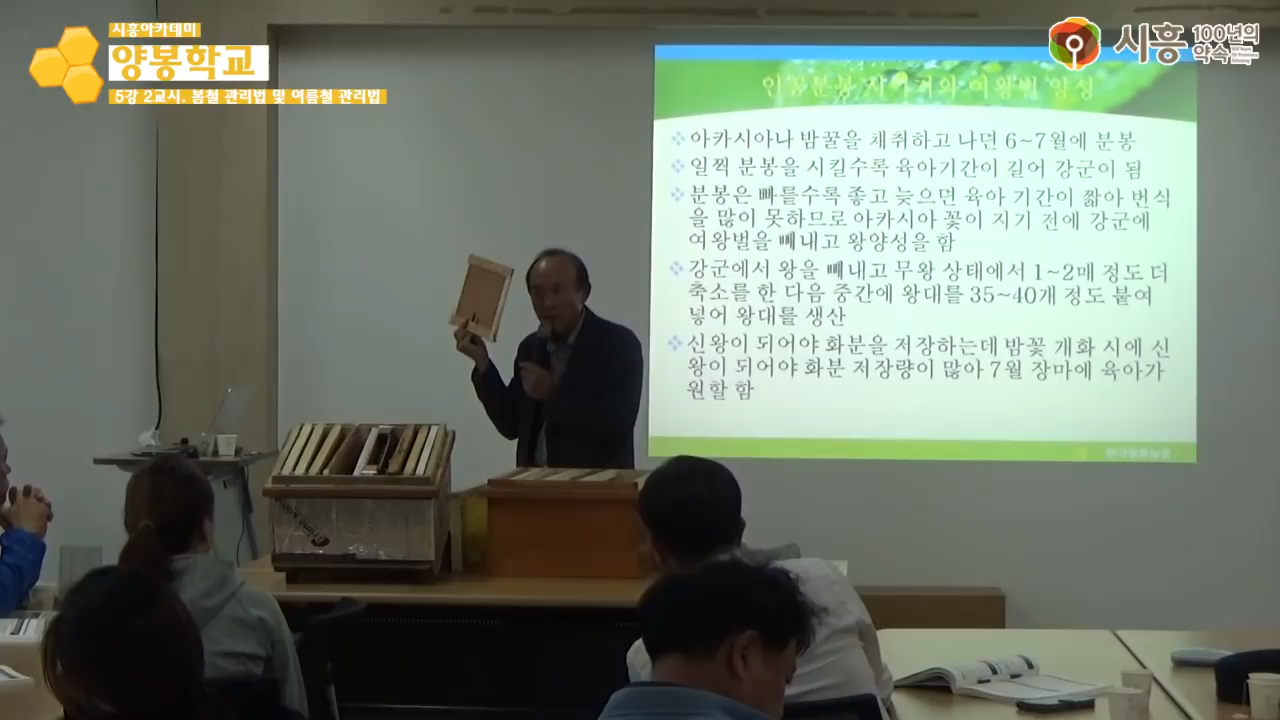 시흥아카데미
양봉학교
5강 2교시. 봄철 관리법 및 여름철 관리법
시흥 100년의 약속
인공분봉 자 여왕벌 양성
아카시아나 밤꿀을 채취하고 나면 6~7월에 분봉
일찍 분봉을 시킬수록 육아기간이 길어 강군이 됨
분봉은 빠를수록 좋고 늦으면 육아 기간이 짧아 번식
을 많이 못하므로 아카시아 꽃이 지기 전에 강군에
여왕벌을 빼내고 왕양성을 함
강군에서 왕을 빼내고 무왕 상태에서 1~2매 정도 더
축소를 한 다음 중간에 왕대를 35~40개 정도 붙여
넣어 왕대를 생산
신왕이 되어야 화분을 저장하는데 밤꽃 개화 시에 신
왕이 되어야 화분 저장량이 많아 7월 장마에 육아가
원할 함